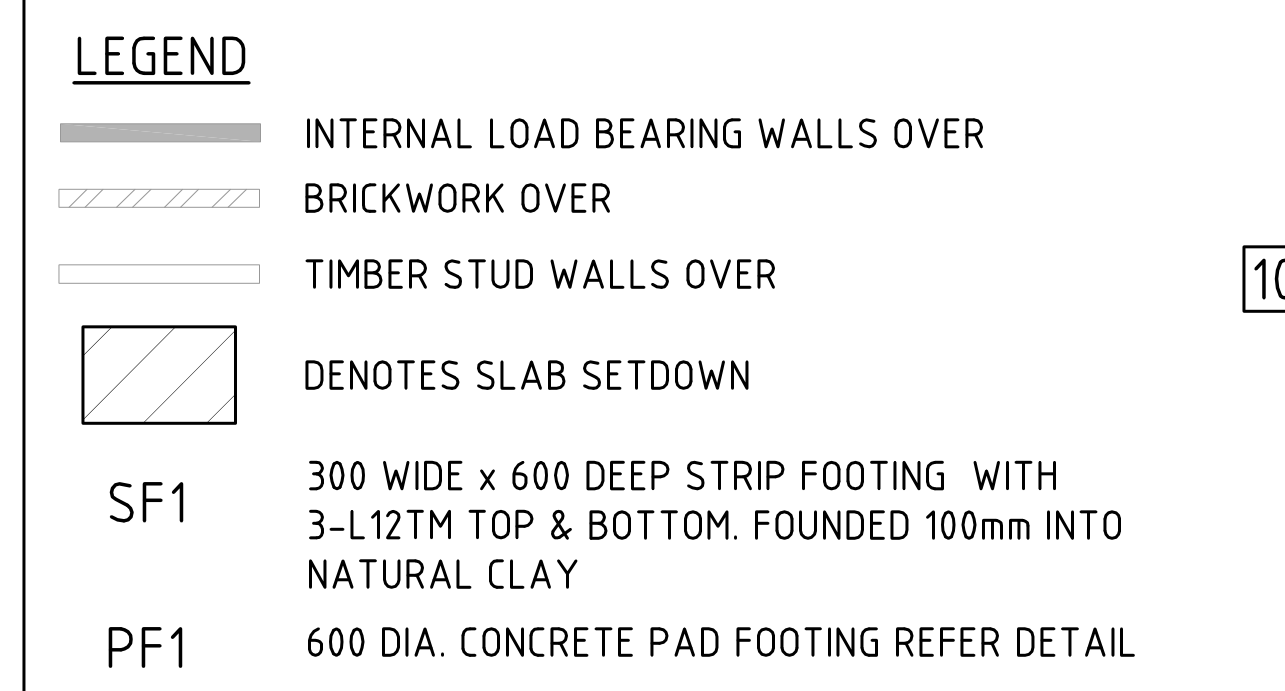 LEGEND
INTERNAL LOAD BEARING WALLS OVER
BRICKWORK OVER
TIMBER STUD WALLS OVER
DENOTES SLAB SETDOWN
SF1 300 WIDE x 600 DEEP STRIP FOOTING WITH
3-L12TM TOP & BOTTOM. FOUNDED 100mm INTO
NATURAL CLAY
PF1 600 DIA. CONCRETE PAD FOOTING REFER DETAIL